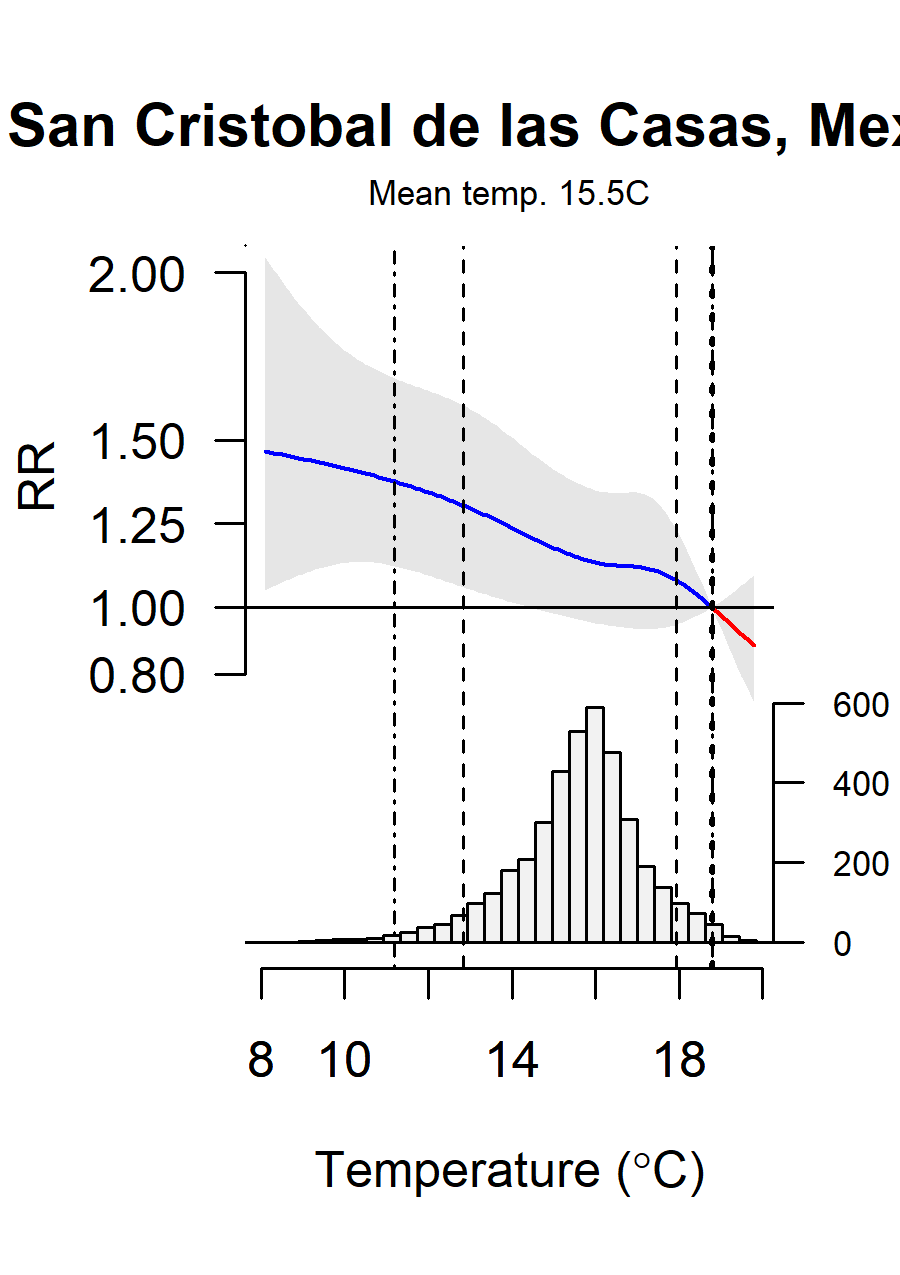 San Cristobal de las Casas, Mex
Mean temp. 15.5C
2.00
1.50
1.25
1.00
0.80
RR
600
400
200
0
8 10 14 18
Temperature (°C)